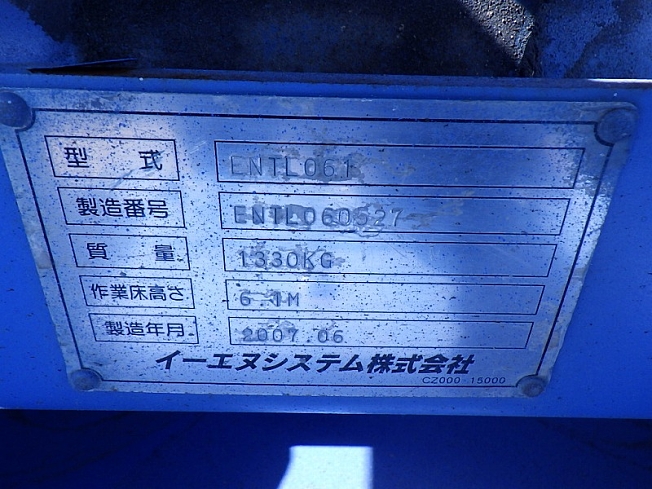 型式 ENTL061
製造番号 ENTL060527
質量 1330KG
作業床高さ 6.1M
製造年月 2007.06
イーエヌシステム株式会社
CZ000-15000